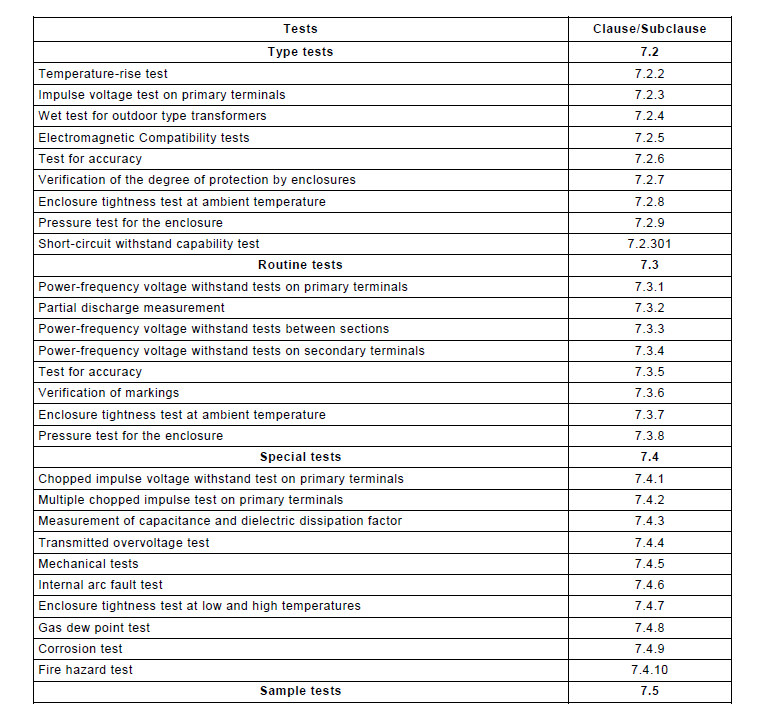 Tests Clause/Subclause
Type tests 7.2
Temperature-rise test 7.2.2
Impulse voltage test on primary terminals 7.2.3
Wet test for outdoor type transformers 7.2.4
Electromagnetic Compatibility tests 7.2.5
Test for accuracy 7.2.6
Verification of the degree of protection by enclosures 7.2.7
Enclosure tightness test at ambient temperature 7.2.8
Pressure test for the enclosure 7.2.9
Short-circuit withstand capability test 7.2.301
Routine tests 7.3
Power-frequency voltage withstand tests on primary terminals 7.3.1
Partial discharge measurement 7.3.2
Power-frequency voltage withstand tests between sections 7.3.3
Power-frequency voltage withstand tests on secondary terminals 7.3.4
Test for accuracy 7.3.5
Verification of markings 7.3.6
Enclosure tightness test at ambient temperature 7.3.7
Pressure test for the enclosure 7.3.8
Special tests 7.4
Chopped impulse voltage withstand test on primary terminals 7.4.1
Multiple chopped impulse test on primary terminals 7.4.2
Measurement of capacitance and dielectric dissipation factor 7.4.3
Transmitted overvoltage test 7.4.4
Mechanical tests 7.4.5
Internal arc fault test 7.4.6
Enclosure tightness test at low and high temperatures 7.4.7
Gas dew point test 7.4.8
Corrosion test 7.4.9
Fire hazard test 7.4.10
Sample tests 7.5